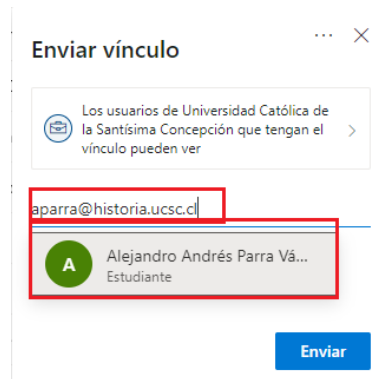 Enviar vínculo
Los usuarios de Universidad Católica de
la Santísima Concepción que tengan el
vínculo pueden ver
aparra@historia.ucsc.cl
A
Alejandro Andrés Parra Vá...
Estudiante
Enviar